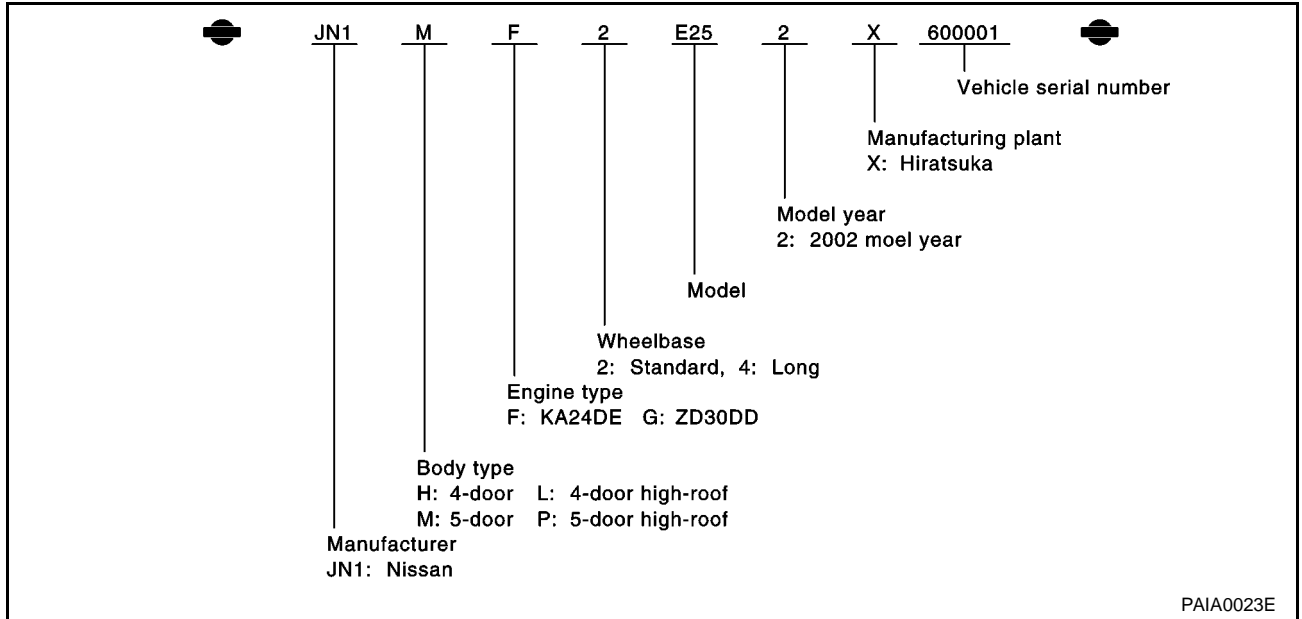 JN1 M F 2 E25 2 X 600001
Vehicle serial number
Manufacturing plant
X: Hiratsuka
Model year
2: 2002 moel year
Model
Wheelbase
2: Standard, 4: Long
Engine type
F: KA24DE G: ZD30DD
Body type
H: 4-door L: 4-door high-roof
M: 5-door P: 5-door high-roof
Manufacturer
JN1: Nissan
PAIA0023E